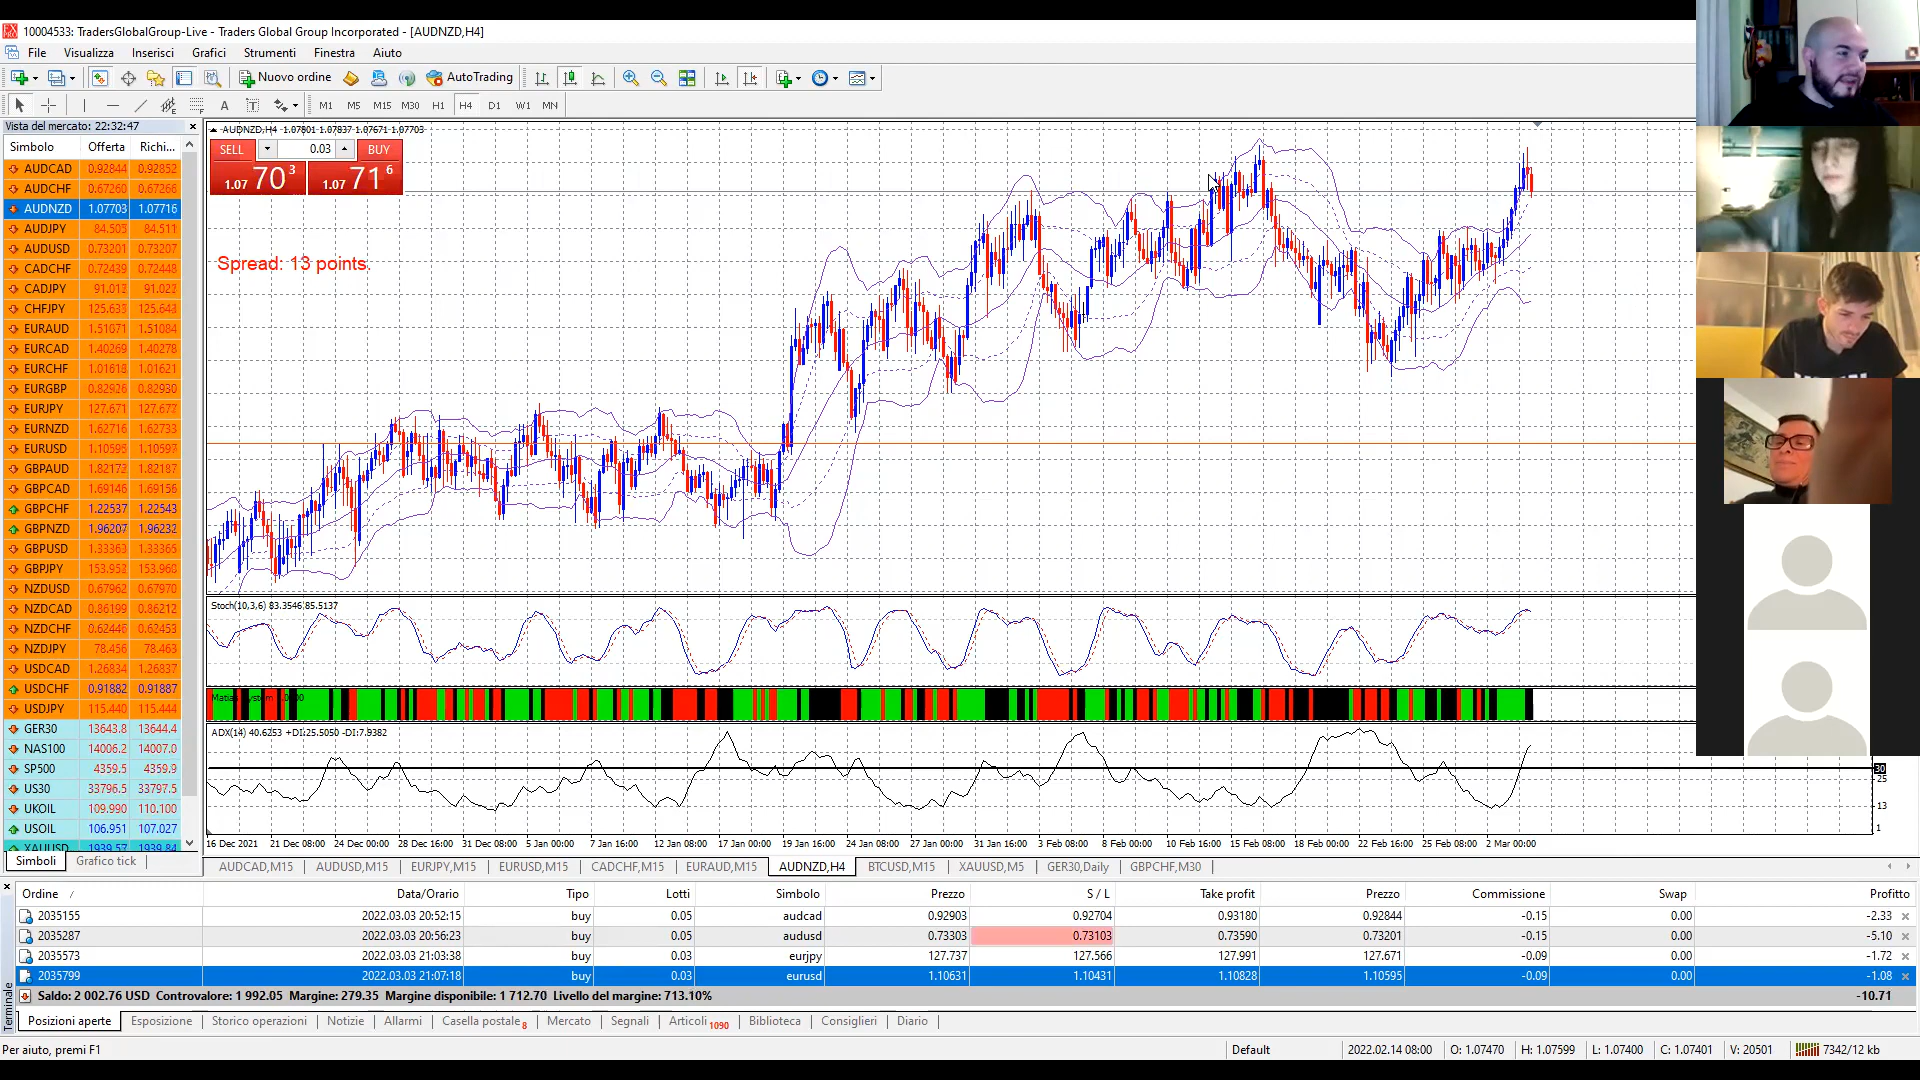 10004533: TradersGlobalGroup-Live - Traders Global Group Incorporated - [AUDNZD,H4]
File Visualizza Inserisci Grafici Strumenti Finestra Aiuto
Nuovo ordine AutoTrading
A T M1 M5 M15 M30 H1 H4 D1 W1 MN
Vista del mercato: 22:32:47
Simbolo Offerta Richi...
AUDCAD 0.92844 0.92852
AUDCHF 0.67260 0.67266
AUDNZD 1.07703 1.07716
AUDJPY 84.503 84.511
AUDUSD 0.73201 0.73207
CADCHF 0.72439 0.72448
CADJPY 91.012 91.022
CHFJPY 125.633 125.643
EURAUD 1.51071 1.51084
EURCAD 1.40269 1.40278
EURCHF 1.01618 1.01621
EURGBP 0.82926 0.82930
EURJPY 127.671 127.677
EURNZD 1.62716 1.62733
EURUSD 1.10595 1.10597
GBPAUD 1.82172 1.82187
GBPCAD 1.69146 1.69156
GBPCHF 1.22537 1.22543
GBPNZD 1.96207 1.96232
GBPUSD 1.33363 1.33365
GBPJPY 153.952 153.968
NZDUSD 0.67962 0.67970
NZDCAD 0.86199 0.86212
NZDCHF 0.62446 0.62453
NZDJPY 78.456 78.463
USDCAD 1.26834 1.26837
USDCHF 0.91882 0.91887
USDJPY 115.440 115.444
GER30 13643.8 13644.4
NAS100 14006.2 14007.0
SP500 4359.5 4359.9
US30 33796.5 33797.5
UKOIL 109.990 110.100
USOIL 106.951 107.027
XAUUSD 1939.57 1939.84
Simboli Grafico tick
AUDNZD,H4 1.07801 1.07837 1.07671 1.07703
SELL 0.03 BUY
1.07 70 3 1.07 71 6
Spread: 13 points.
Stoch(10,3,6) 83.3546 85.5137
ADX(14) 40.6253 +DI:25.5050 -DI:7.9382
30
25
13
1
16 Dec 2021 21 Dec 08:00 24 Dec 00:00 28 Dec 16:00 31 Dec 08:00 5 Jan 00:00 7 Jan 16:00 12 Jan 08:00 17 Jan 00:00 19 Jan 16:00 24 Jan 08:00 27 Jan 00:00 31 Jan 16:00 3 Feb 08:00 8 Feb 00:00 10 Feb 16:00 15 Feb 08:00 18 Feb 00:00 22 Feb 16:00 25 Feb 08:00 2 Mar 00:00
AUDCAD,M15 AUDUSD,M15 EURJPY,M15 EURUSD,M15 CADCHF,M15 EURAUD,M15 AUDNZD,H4 BTCUSD,M15 XAUUSD,M5 GER30,Daily GBPCHF,M30
Ordine Data/Orario Tipo Lotti Simbolo Prezzo S / L Take profit Prezzo Commissione Swap Profitto
2035155 2022.03.03 20:52:15 buy 0.05 audcad 0.92903 0.92704 0.93180 0.92844 -0.15 0.00 -2.33
2035287 2022.03.03 20:56:23 buy 0.05 audusd 0.73303 0.73103 0.73590 0.73201 -0.15 0.00 -5.10
2035573 2022.03.03 21:03:38 buy 0.03 eurjpy 127.737 127.566 127.991 127.671 -0.09 0.00 -1.72
2035799 2022.03.03 21:07:18 buy 0.03 eurusd 1.10631 1.10431 1.10828 1.10595 -0.09 0.00 -1.08
Saldo: 2 002.76 USD Controvalore: 1 992.05 Margine: 279.35 Margine disponibile: 1 712.70 Livello del margine: 713.10% -10.71
Terminale
Posizioni aperte Esposizione Storico operazioni Notizie Allarmi Casella postale 8 Mercato Segnali Articoli 1090 Biblioteca Consiglieri Diario
Per aiuto, premi F1 Default 2022.02.14 08:00 O: 1.07470 H: 1.07599 L: 1.07400 C: 1.07401 V: 20501 7342/12 kb